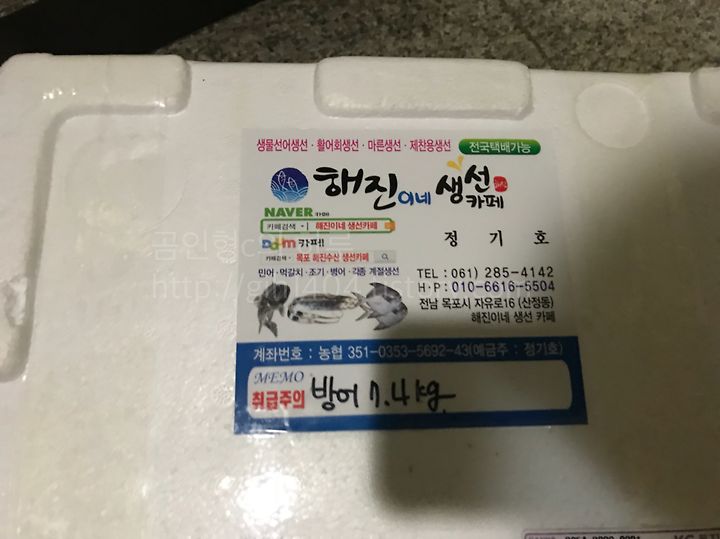 생물선어생선 · 활어회생선 · 마른생선 · 제찬용생선 전국택배가능
해진이네 생선카페
NAVER 카페
카페검색 해진이네 생선카페
Daum 카페
카페검색 목포 해진수산 생선카페
정 기 호
민어 · 먹갈치 · 조기 · 병어 · 각종 계절생선
TEL : 061) 285-4142
H·P : 010-6616-5504
전남 목포시 자유로16 (산정동)
해진이네 생선 카페
계좌번호 : 농협 351-0353-5692-43(예금주 : 정기호)
MEMO
취급주의 방어 7.4kg